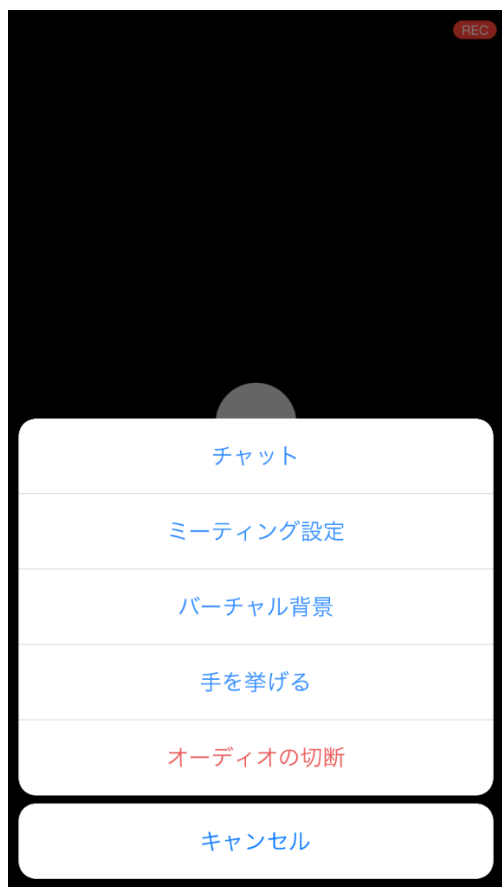 REC
チャット
ミーティング設定
バーチャル背景
手を挙げる
オーディオの切断
キャンセル